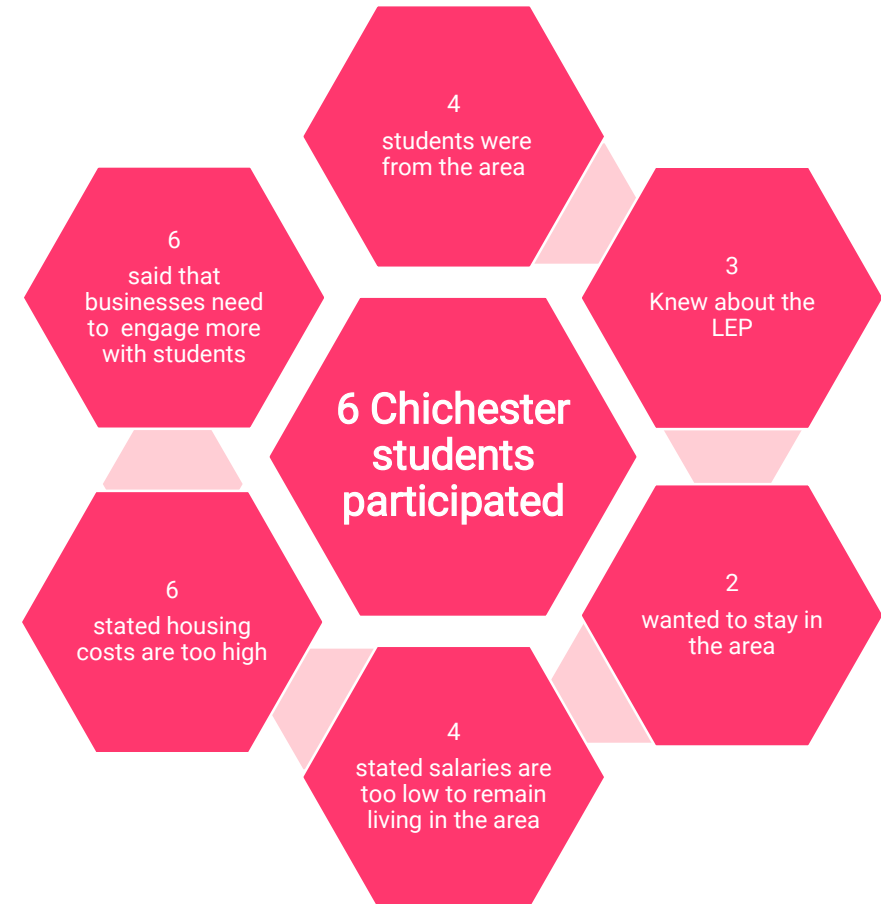 4
students were
from the area
3
Knew about the
LEP
2
wanted to stay in
the area
4
stated salaries are
too low to remain
living in the area
6
stated housing
costs are too high
6
said that
businesses need
to  engage more
with students
6 Chichester
students
participated